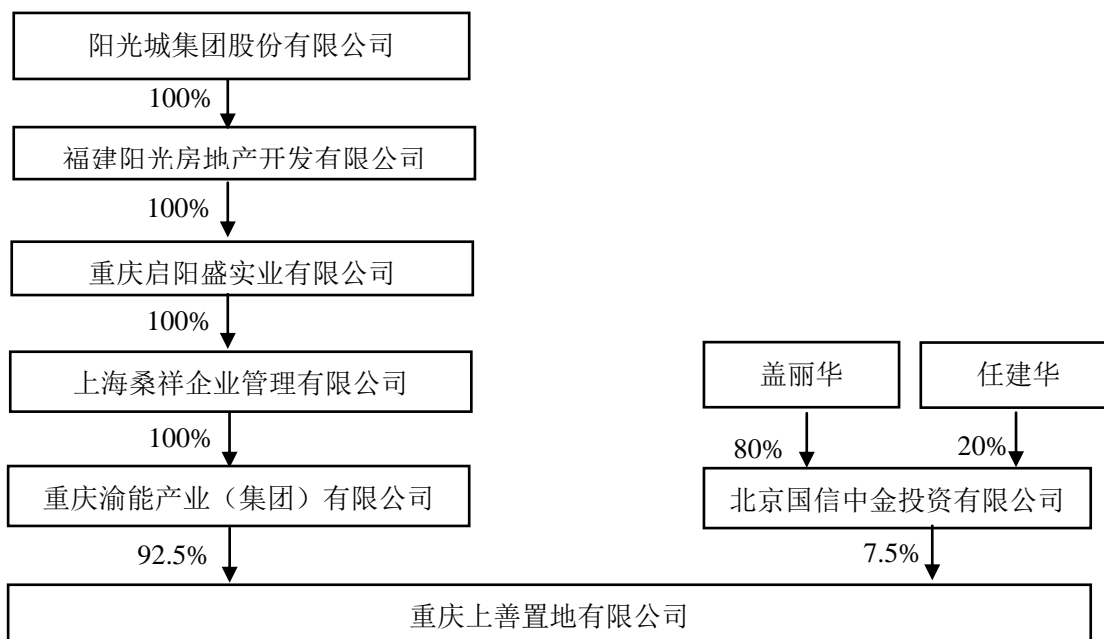 阳光城集团股份有限公司
100%
福建阳光房地产开发有限公司
100%
重庆启阳盛实业有限公司
100%
上海桑祥企业管理有限公司
盖丽华
任建华
100%
80%
20%
重庆渝能产业（集团）有限公司
北京国信中金投资有限公司
92.5%
7.5%
重庆上善置地有限公司